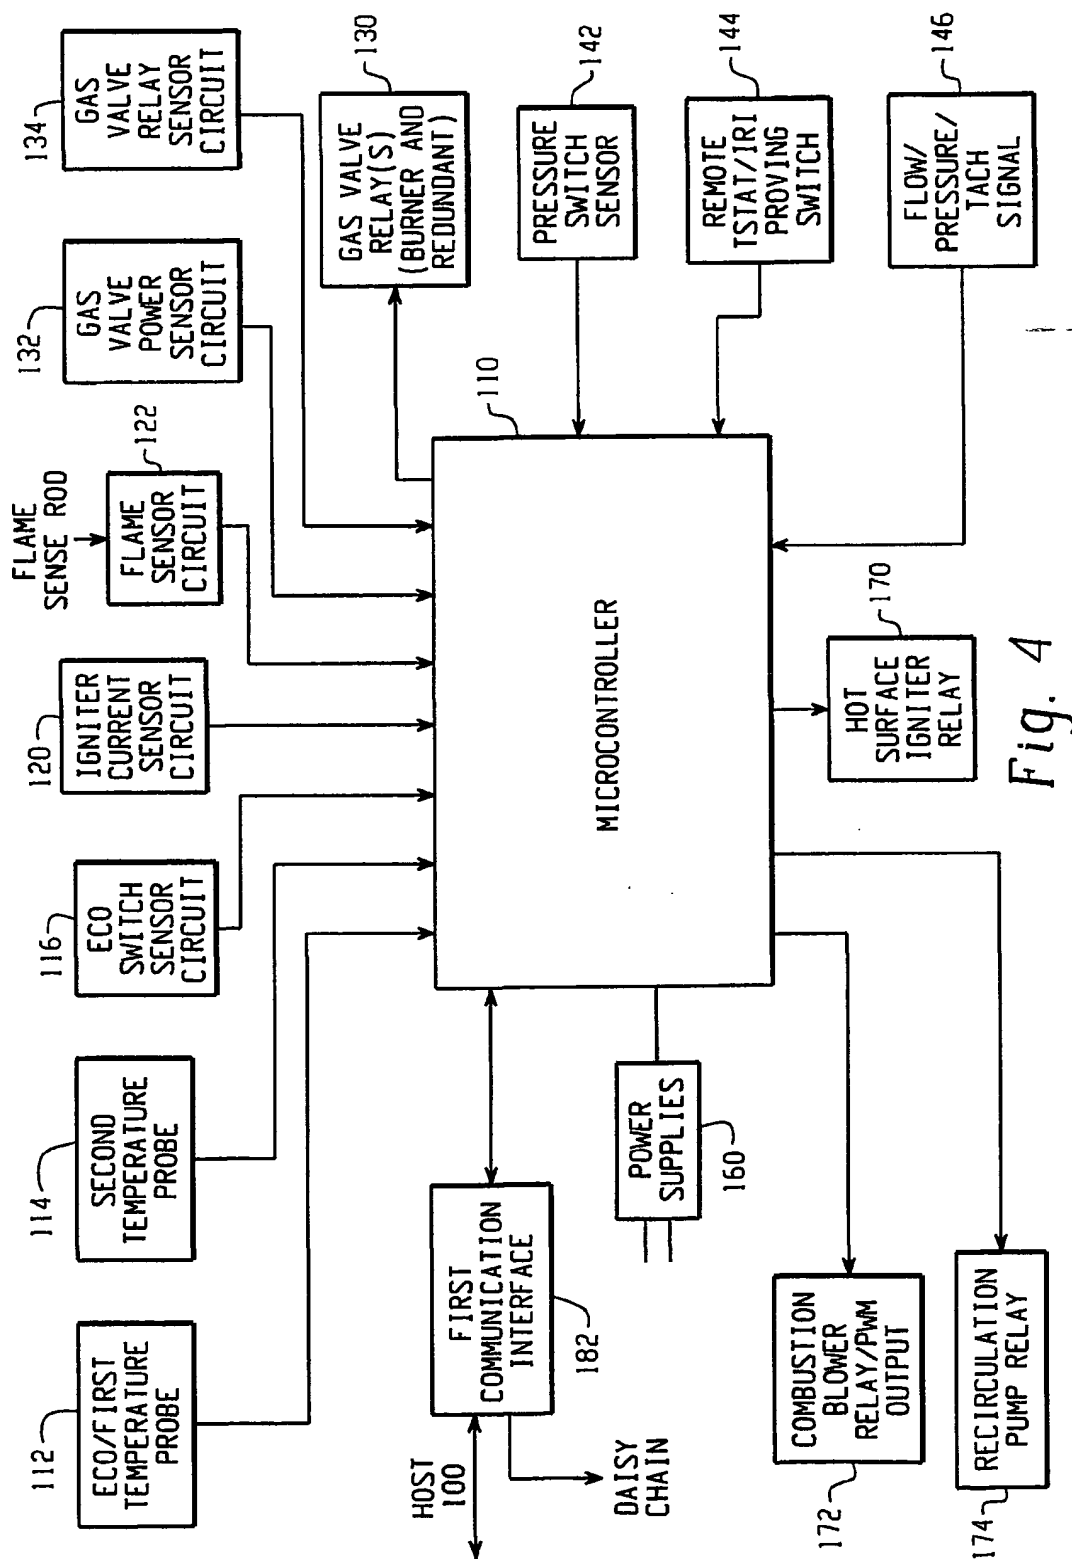 112
ECO/FIRST
TEMPERATURE
PROBE
114
SECOND
TEMPERATURE
PROBE
116
ECO
SWITCH
SENSOR
CIRCUIT
120
IGNITER
CURRENT
SENSOR
CIRCUIT
FLAME
SENSE ROD
122
FLAME
SENSOR
CIRCUIT
132
GAS
VALVE
POWER
SENSOR
CIRCUIT
134
GAS
VALVE
RELAY
SENSOR
CIRCUIT
130
GAS VALVE
RELAY(S)
(BURNER AND
REDUNDANT)
HOST
100
FIRST
COMMUNICATION
INTERFACE
182
DAISY
CHAIN
110
MICROCONTROLLER
142
PRESSURE
SWITCH
SENSOR
POWER
SUPPLIES
160
144
REMOTE
TSTAT/IRI
PROVING
SWITCH
172
COMBUSTION
BLOWER
RELAY/PWM
OUTPUT
170
HOT
SURFACE
IGNITER
RELAY
146
FLOW/
PRESSURE/
TACH
SIGNAL
174
RECIRCULATION
PUMP RELAY
Fig. 4